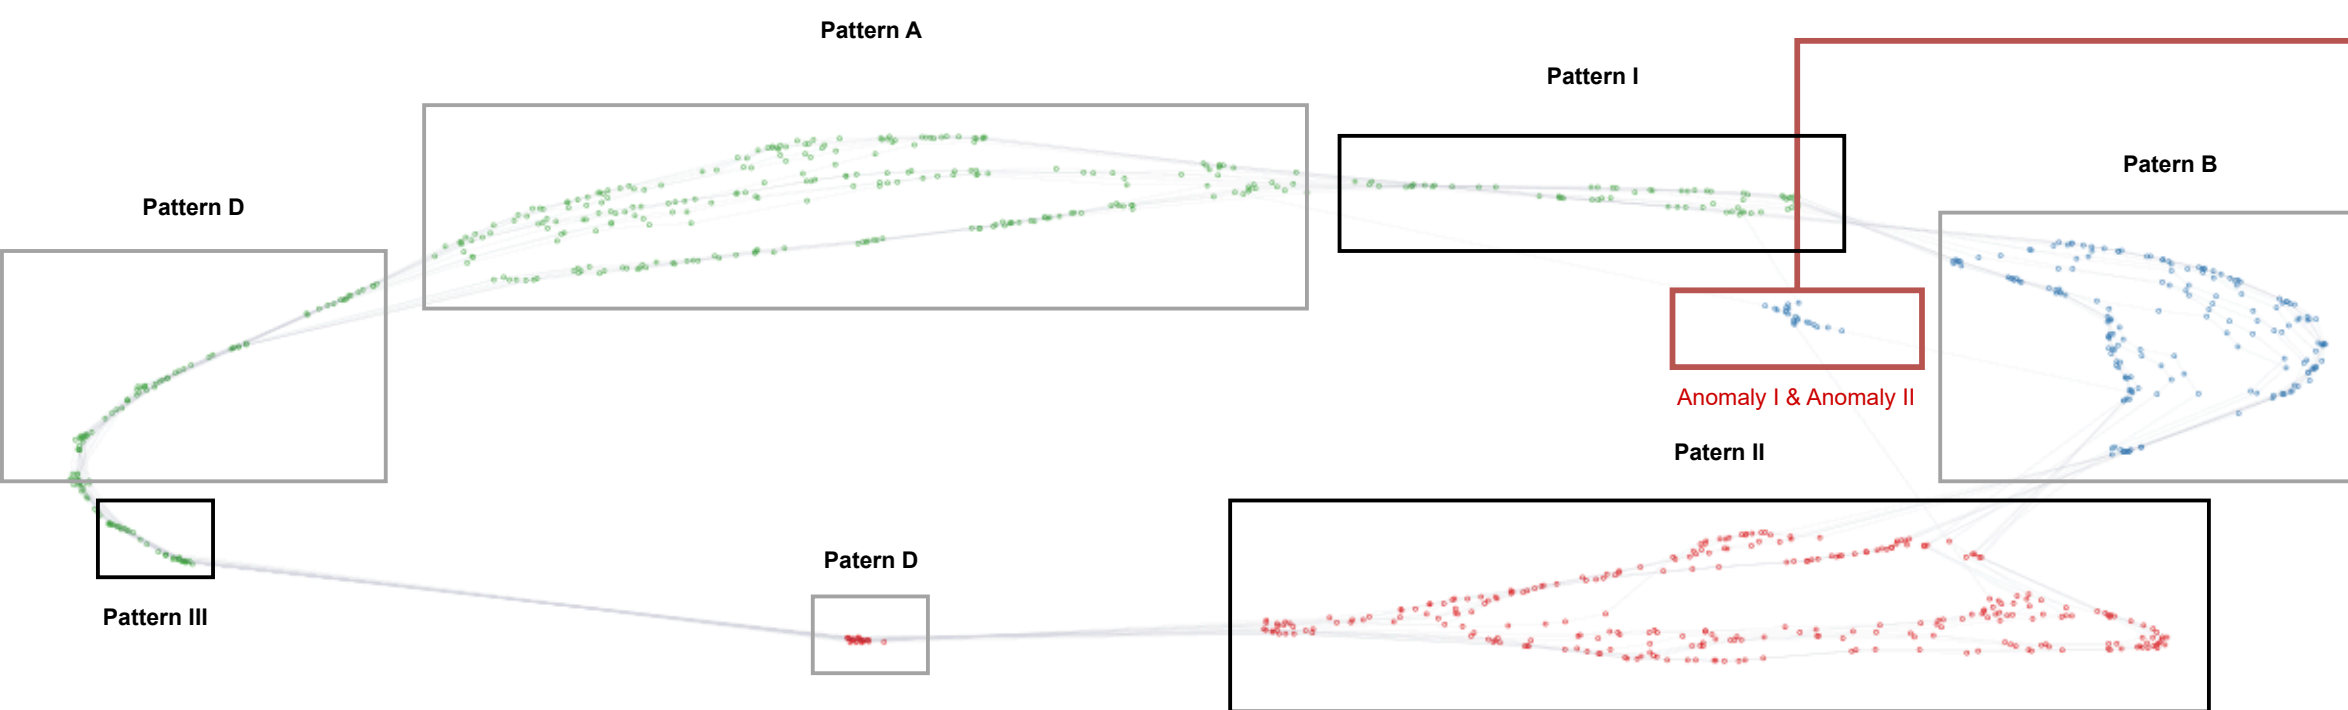 Pattern A
Pattern I
Patern B
Pattern D
Anomaly I & Anomaly II
Patern II
Patern D
Pattern III